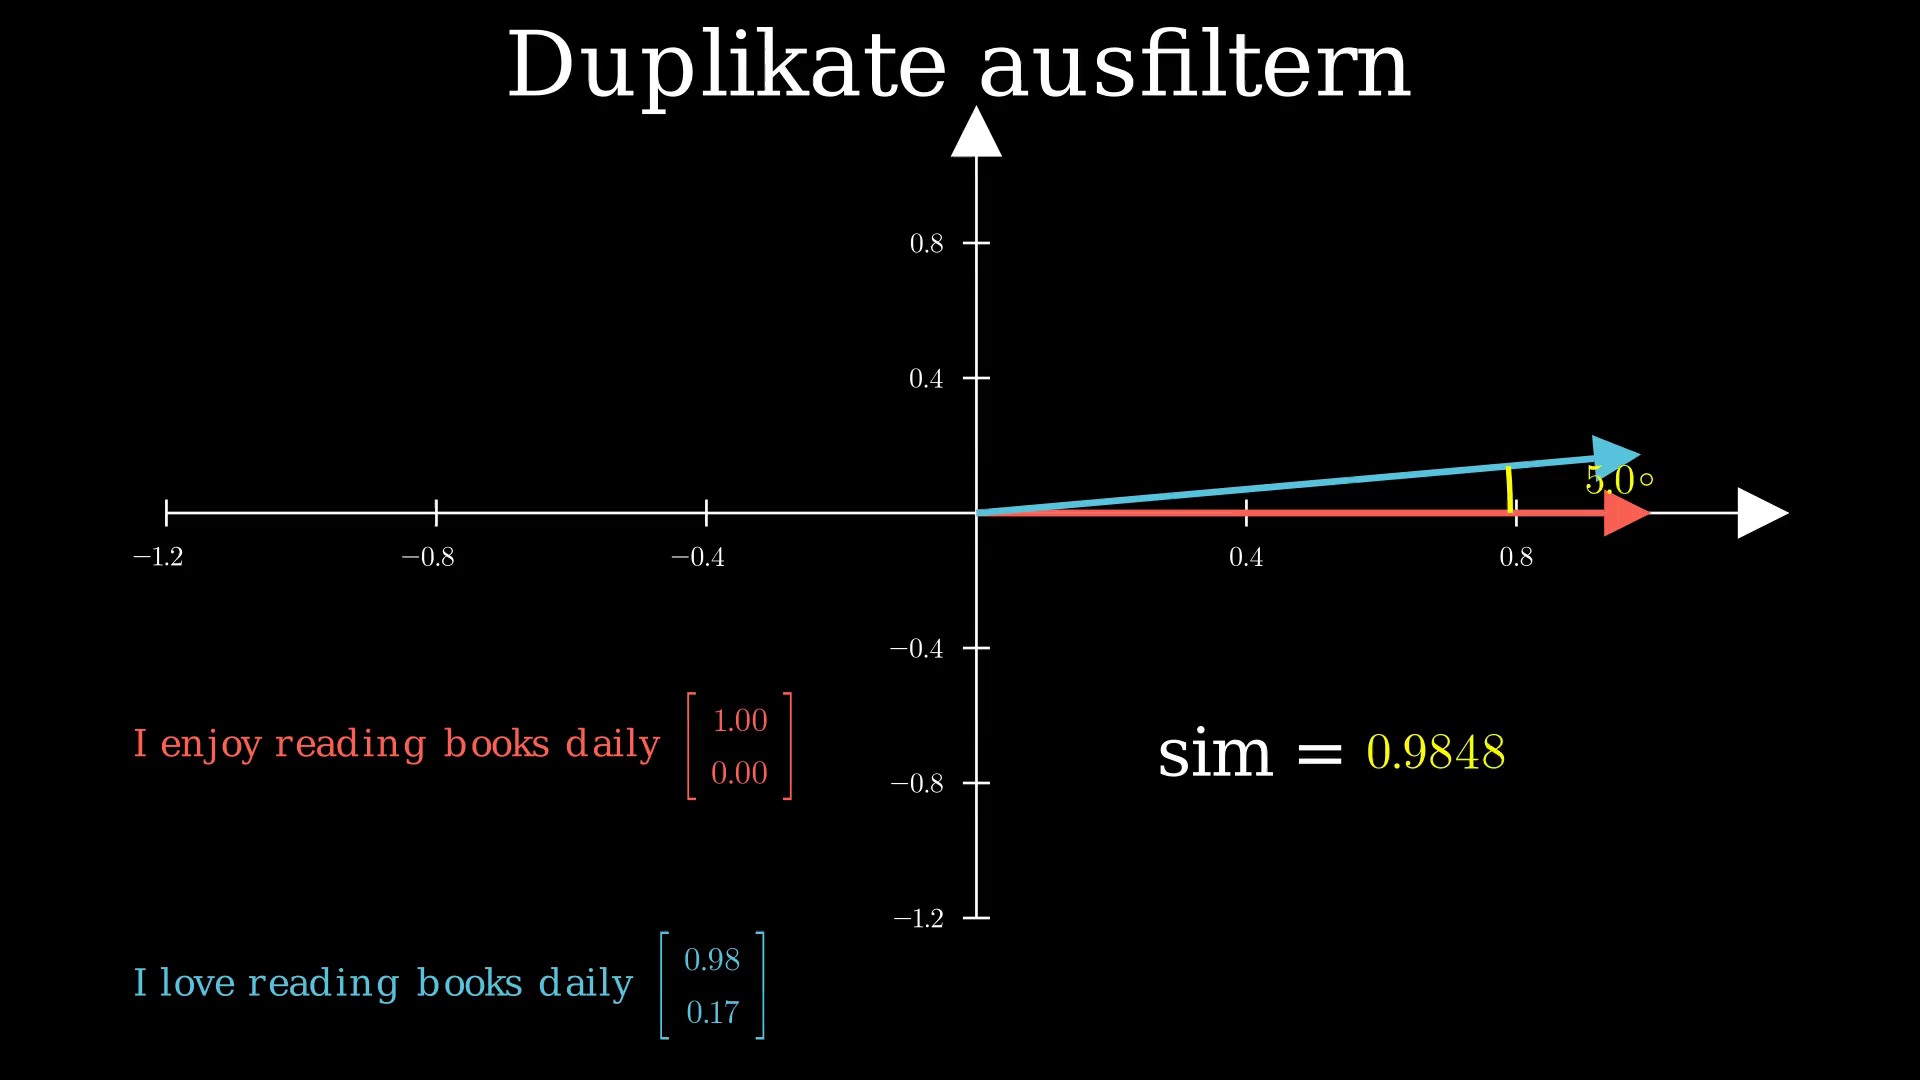 Duplikate ausfiltern
0.8
0.4
5.0°
−1.2 −0.8 −0.4 0.4 0.8
−0.4
I enjoy reading books daily [1.00 0.00]
sim = 0.9848
−0.8
−1.2
I love reading books daily [0.98 0.17]